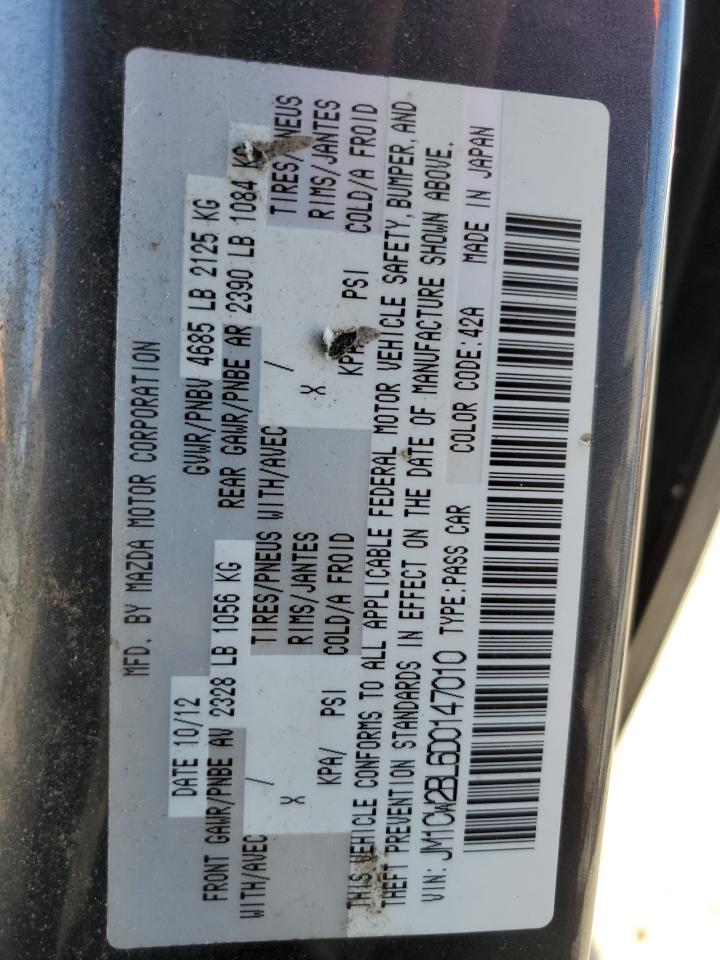 MFD. BY MAZDA MOTOR CORPORATION
DATE 10/12 GVWR/PNBV 4685 LB 2125 KG
FRONT GAWR/PNBE AV 2328 LB 1056 KG REAR GAWR/PNBE AR 2390 LB 1084 KG
WITH/AVEC / TIRES/PNEUS WITH/AVEC / TIRES/PNEUS
X RIMS/JANTES X RIMS/JANTES
KPA/ PSI COLD/A FROID KPA/ PSI COLD/A FROID
THIS VEHICLE CONFORMS TO ALL APPLICABLE FEDERAL MOTOR VEHICLE SAFETY, BUMPER, AND
THEFT PREVENTION STANDARDS IN EFFECT ON THE DATE OF MANUFACTURE SHOWN ABOVE.
VIN: JM1CW2BL6D0147010 TYPE:PASS CAR COLOR CODE.42A MADE IN JAPAN